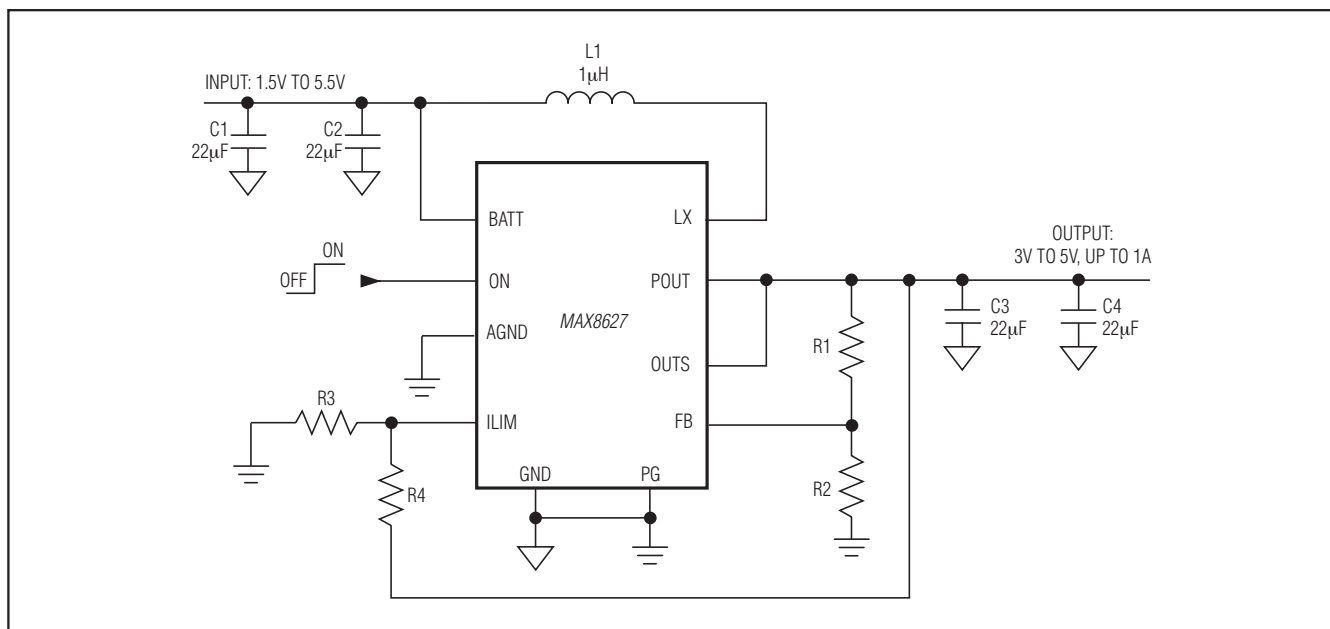 L1
1μH
INPUT: 1.5V TO 5.5V
C1
22μF
C2
22μF
BATT
LX
OUTPUT:
3V TO 5V, UP TO 1A
ON
OFF
ON
POUT
C3
22μF
C4
22μF
AGND
MAX8627
R1
OUTS
R3
ILIM
FB
R4
GND
PG
R2